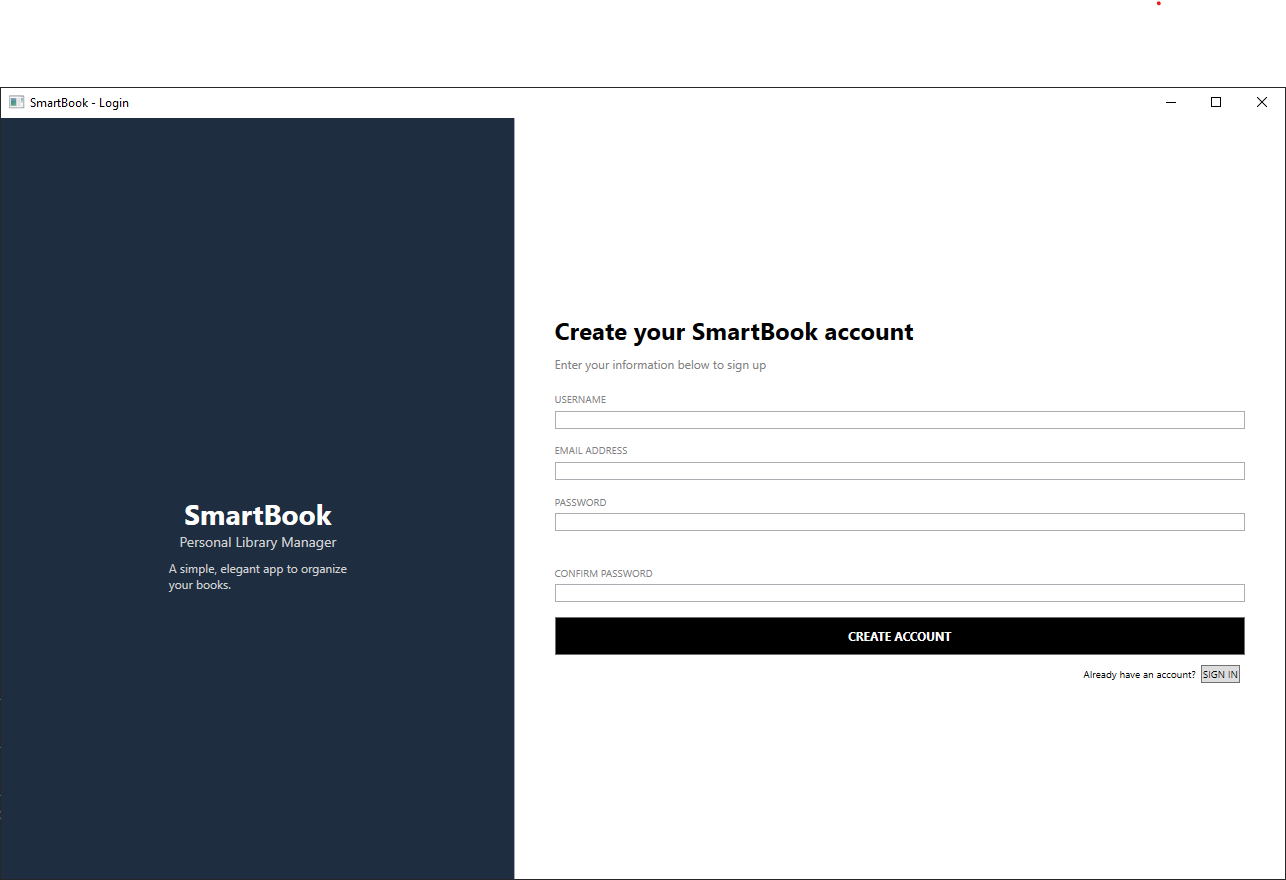 SmartBook - Login
SmartBook
Personal Library Manager
A simple, elegant app to organize
your books.
Create your SmartBook account
Enter your information below to sign up
USERNAME
EMAIL ADDRESS
PASSWORD
CONFIRM PASSWORD
CREATE ACCOUNT
Already have an account? SIGN IN